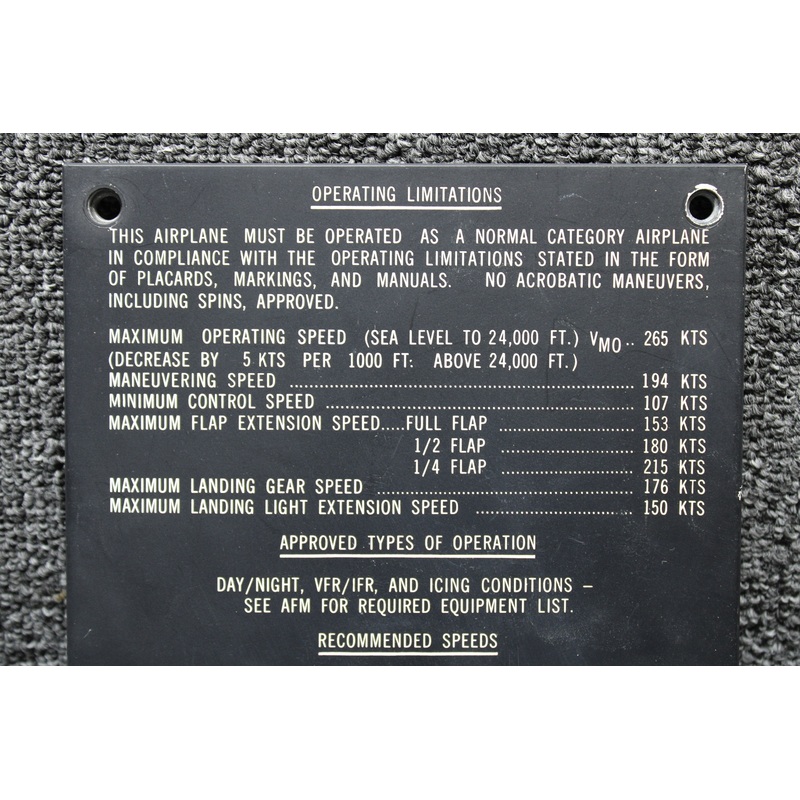 OPERATING LIMITATIONS
THIS AIRPLANE MUST BE OPERATED AS A NORMAL CATEGORY AIRPLANE
IN COMPLIANCE WITH THE OPERATING LIMITATIONS STATED IN THE FORM
OF PLACARDS, MARKINGS, AND MANUALS. NO ACROBATIC MANEUVERS,
INCLUDING SPINS, APPROVED.
MAXIMUM OPERATING SPEED (SEA LEVEL TO 24,000 FT.) VMO .. 265 KTS
(DECREASE BY 5 KTS PER 1000 FT. ABOVE 24,000 FT.)
MANEUVERING SPEED ........ 194 KTS
MINIMUM CONTROL SPEED ........ 107 KTS
MAXIMUM FLAP EXTENSION SPEED.....FULL FLAP ........ 153 KTS
1/2 FLAP ........ 180 KTS
1/4 FLAP ........ 215 KTS
MAXIMUM LANDING GEAR SPEED ........ 176 KTS
MAXIMUM LANDING LIGHT EXTENSION SPEED ........ 150 KTS
APPROVED TYPES OF OPERATION
DAY/NIGHT, VFR/IFR, AND ICING CONDITIONS –
SEE AFM FOR REQUIRED EQUIPMENT LIST.
RECOMMENDED SPEEDS